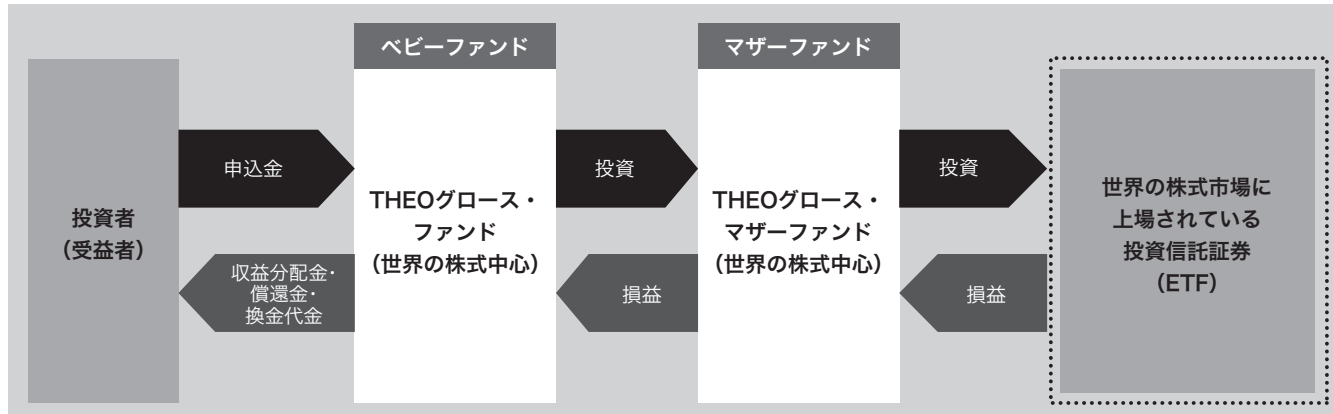 投資者
（受益者）
申込金
収益分配金・
償還金・
換金代金
ベビーファンド
THEOグロース・
ファンド
（世界の株式中心）
投資
損益
マザーファンド
THEOグロース・
マザーファンド
（世界の株式中心）
投資
損益
世界の株式市場に
上場されている
投資信託証券
（ETF）